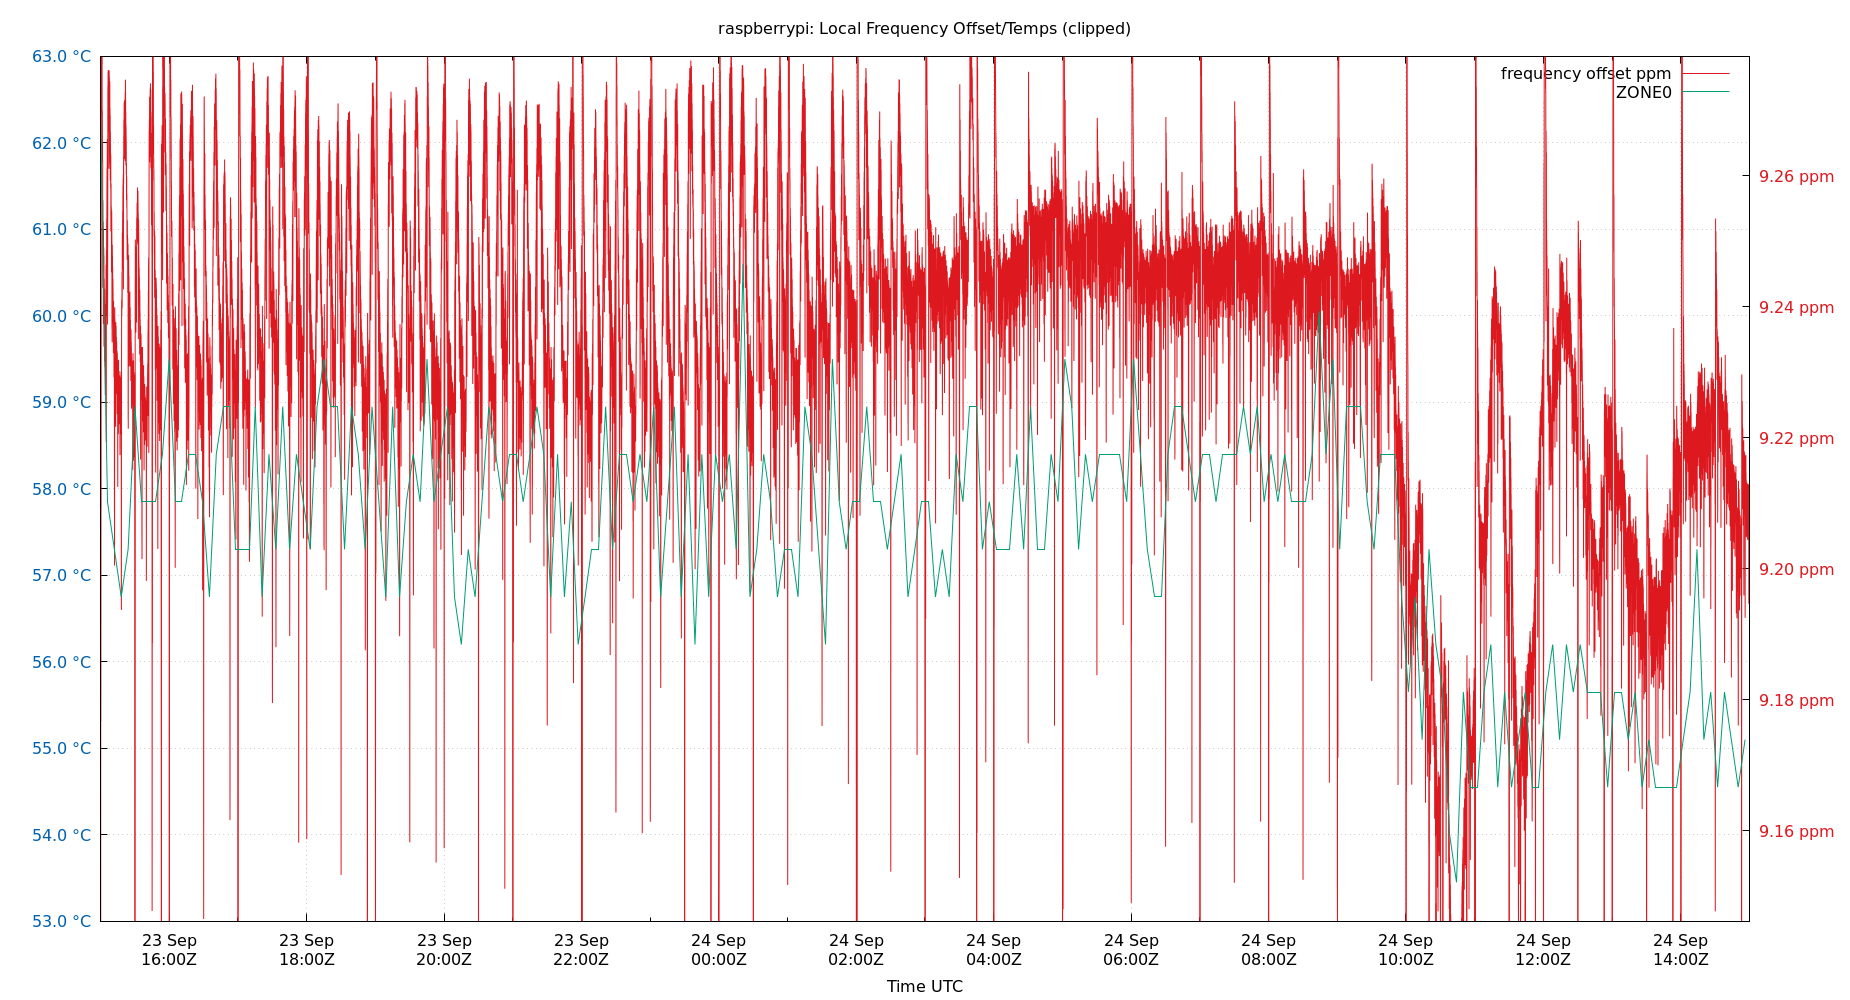 raspberrypi: Local Frequency Offset/Temps (clipped)
63.0 °C
62.0 °C
61.0 °C
60.0 °C
59.0 °C
58.0 °C
57.0 °C
56.0 °C
55.0 °C
54.0 °C
53.0 °C
frequency offset ppm
ZONE0
9.26 ppm
9.24 ppm
9.22 ppm
9.20 ppm
9.18 ppm
9.16 ppm
23 Sep 23 Sep 23 Sep 23 Sep 24 Sep 24 Sep 24 Sep 24 Sep 24 Sep 24 Sep 24 Sep 24 Sep
16:00Z 18:00Z 20:00Z 22:00Z 00:00Z 02:00Z 04:00Z 06:00Z 08:00Z 10:00Z 12:00Z 14:00Z
Time UTC